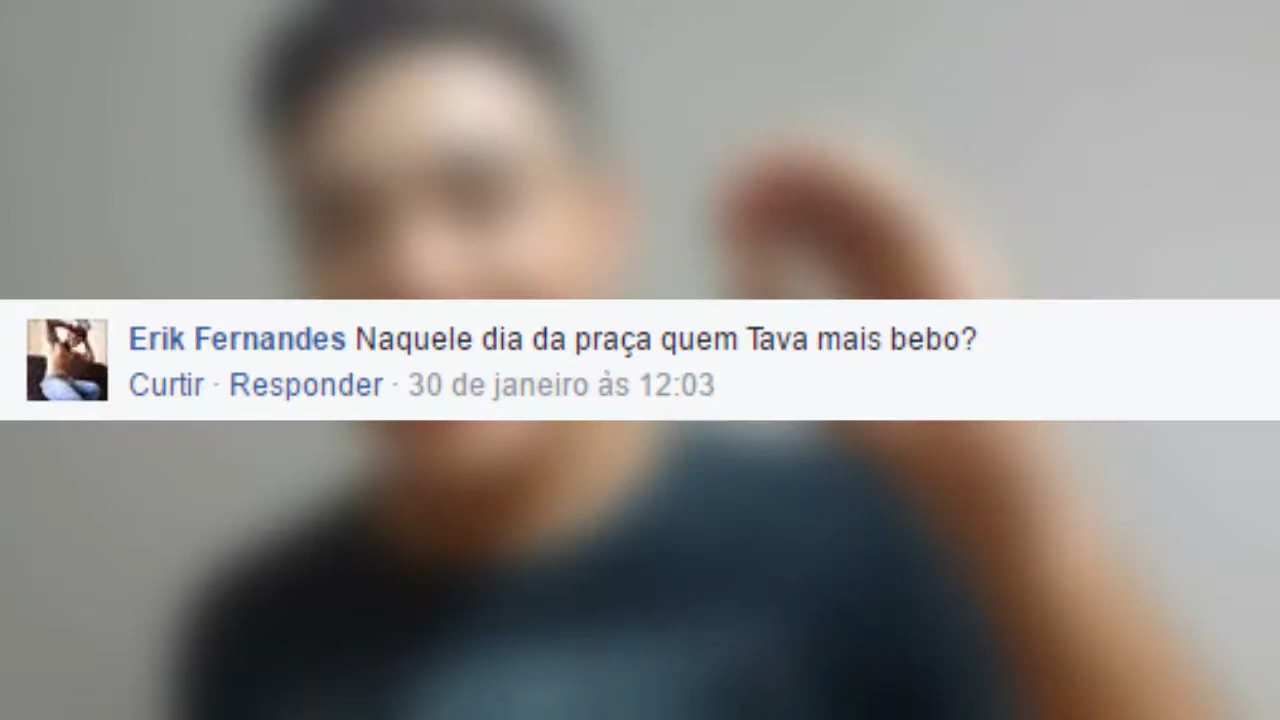 Erik Fernandes Naquele dia da praça quem Tava mais bebo?
Curtir · Responder · 30 de janeiro às 12:03